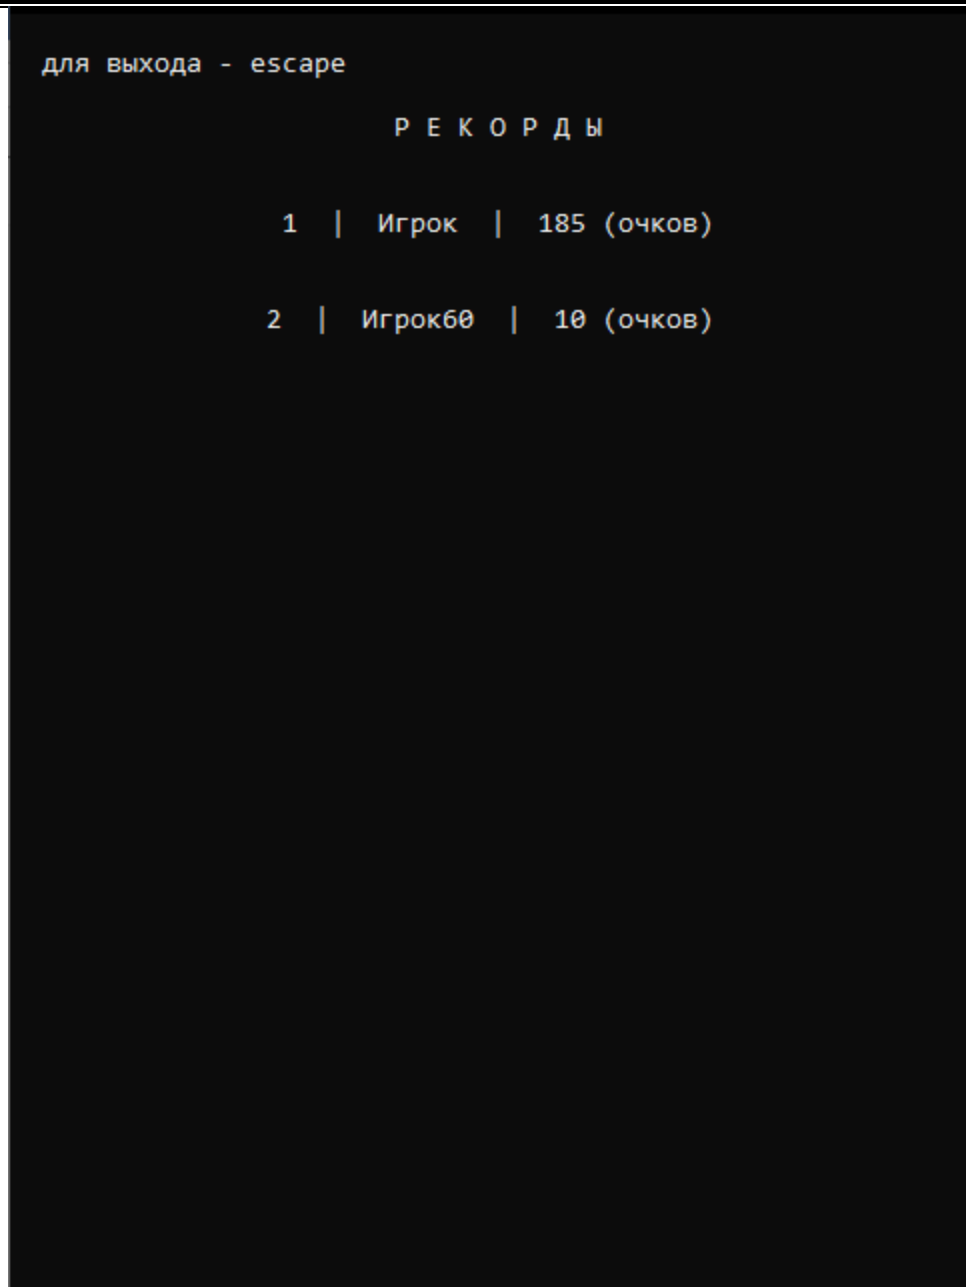 для выхода - escape
Р Е К О Р Д Ы
1 | Игрок | 185 (очков)
2 | Игрок60 | 10 (очков)